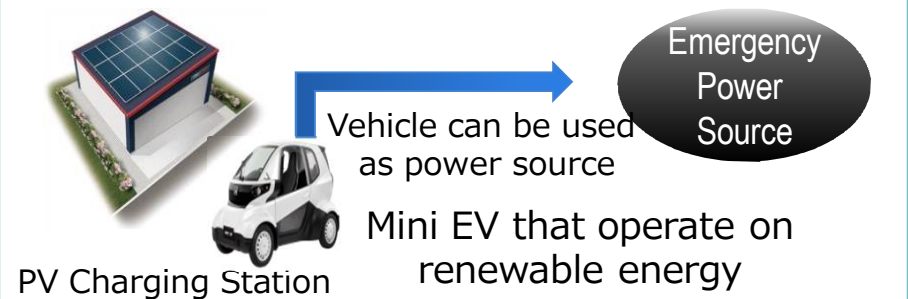 Emergency
Power
Source
Vehicle can be used
as power source
Mini EV that operate on
renewable energy
PV Charging Station